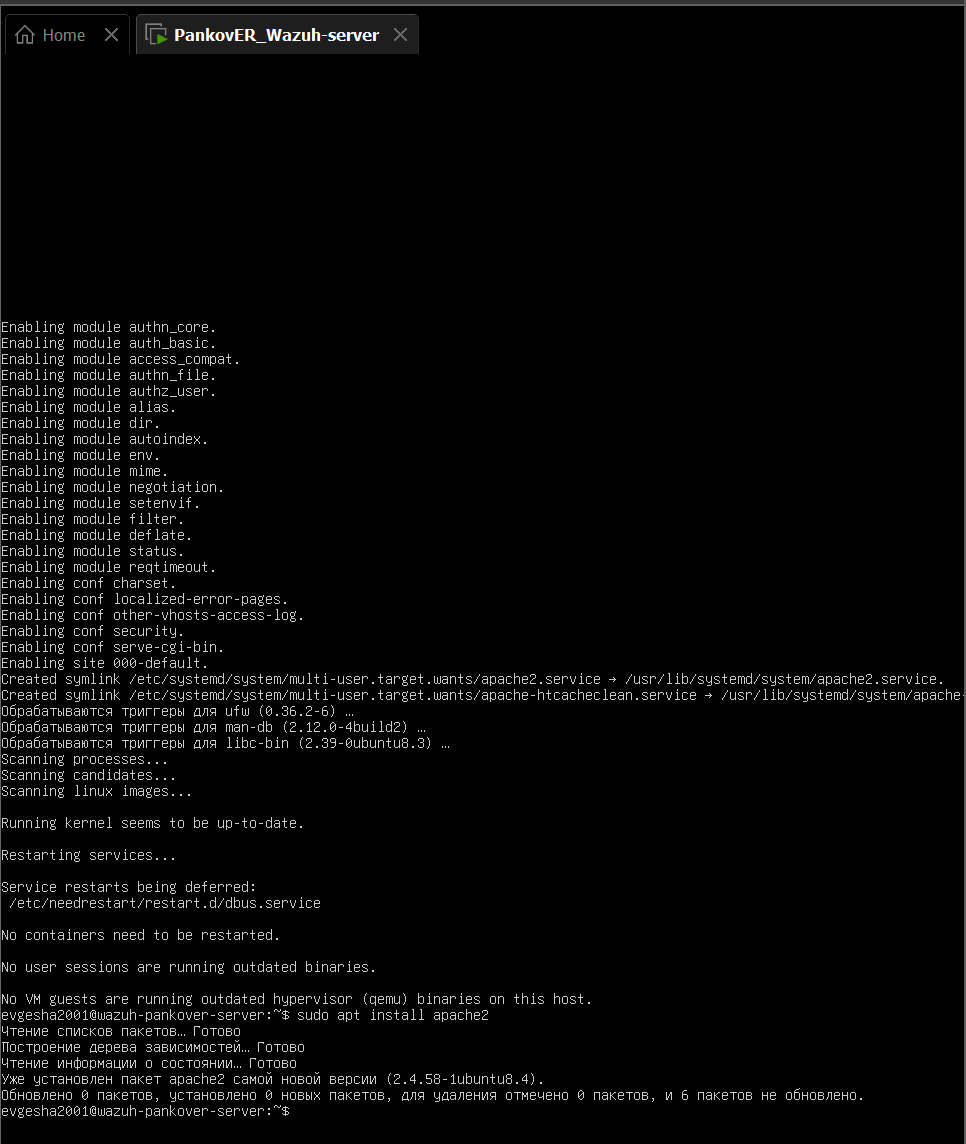 Home
PankovER_Wazuh-server
Enabling module authn_core.
Enabling module auth_basic.
Enabling module access_compat.
Enabling module authn_file.
Enabling module authz_user.
Enabling module alias.
Enabling module dir.
Enabling module autoindex.
Enabling module env.
Enabling module mime.
Enabling module negotiation.
Enabling module setenvif.
Enabling module filter.
Enabling module deflate.
Enabling module status.
Enabling module reqtimeout.
Enabling conf charset.
Enabling conf localized-error-pages.
Enabling conf other-vhosts-access-log.
Enabling conf security.
Enabling conf serve-cgi-bin.
Enabling site 000-default.
Created symlink /etc/systemd/system/multi-user.target.wants/apache2.service → /usr/lib/systemd/system/apache2.service.
Created symlink /etc/systemd/system/multi-user.target.wants/apache-htcacheclean.service → /usr/lib/systemd/system/apache-
Обрабатываются триггеры для ufw (0.36.2-6) …
Обрабатываются триггеры для man-db (2.12.0-4build2) …
Обрабатываются триггеры для libc-bin (2.39-0ubuntu8.3) …
Scanning processes...
Scanning candidates...
Scanning linux images...
Running kernel seems to be up-to-date.
Restarting services...
Service restarts being deferred:
/etc/needrestart/restart.d/dbus.service
No containers need to be restarted.
No user sessions are running outdated binaries.
No VM guests are running outdated hypervisor (qemu) binaries on this host.
evgesha2001@wazuh-pankover-server:~$ sudo apt install apache2
Чтение списков пакетов… Готово
Построение дерева зависимостей… Готово
Чтение информации о состоянии… Готово
Уже установлен пакет apache2 самой новой версии (2.4.58-1ubuntu8.4).
Обновлено 0 пакетов, установлено 0 новых пакетов, для удаления отмечено 0 пакетов, и 6 пакетов не обновлено.
evgesha2001@wazuh-pankover-server:~$